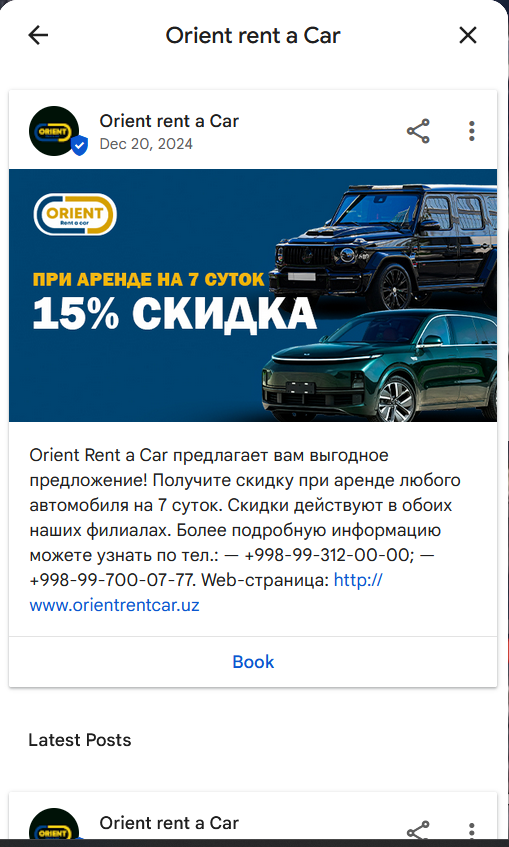 Orient rent a Car
Orient rent a Car
Dec 20, 2024
ORIENT
Rent a car
ПРИ АРЕНДЕ НА 7 СУТОК
15% СКИДКА
Orient Rent a Car предлагает вам выгодное
предложение! Получите скидку при аренде любого
автомобиля на 7 суток. Скидки действуют в обоих
наших филиалах. Более подробную информацию
можете узнать по тел.: — +998-99-312-00-00; —
+998-99-700-07-77. Web-страница: http://
www.orientrentcar.uz
Book
Latest Posts
Orient rent a Car